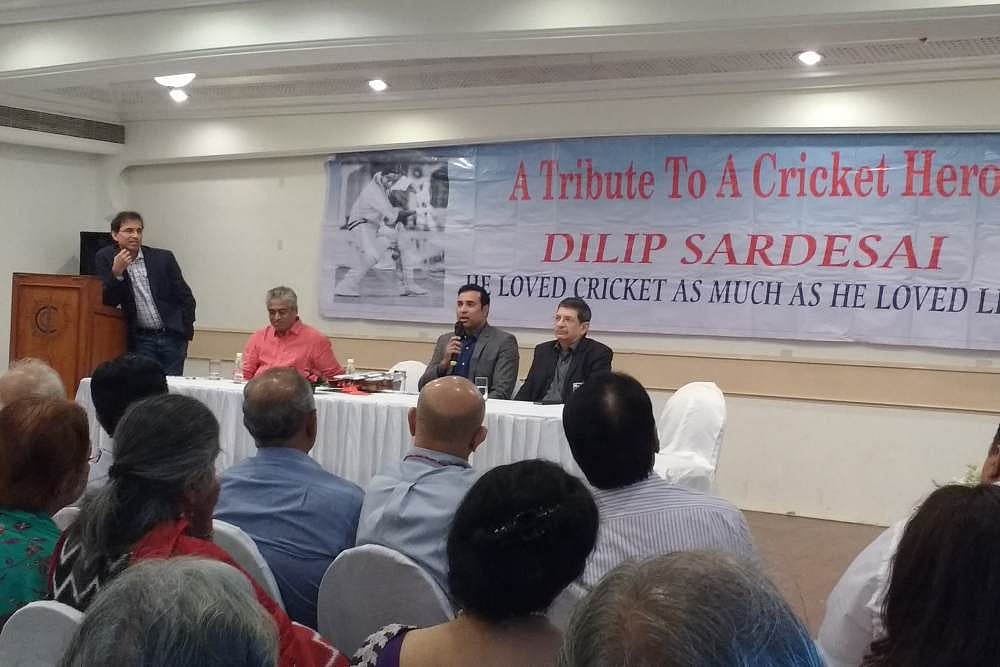 A Tribute To A Cricket Hero
DILIP SARDESAI
HE LOVED CRICKET AS MUCH AS HE LOVED